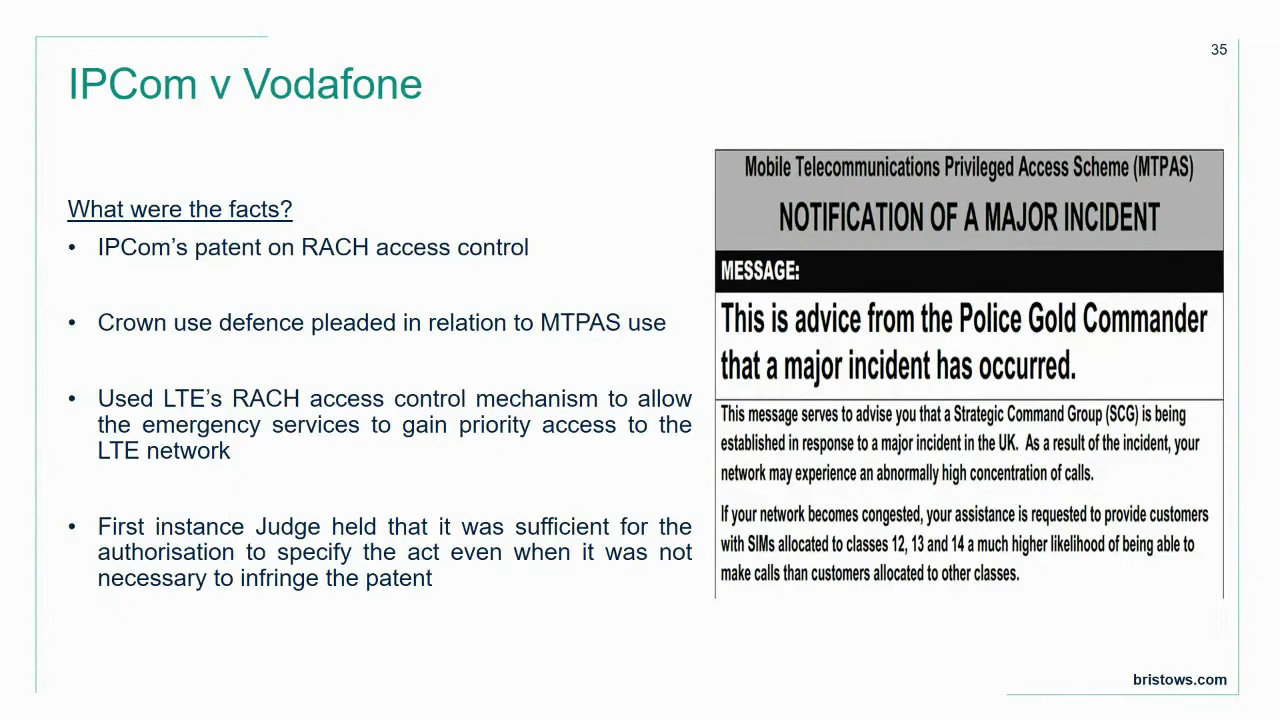 35
IPCom v Vodafone
What were the facts?
• IPCom’s patent on RACH access control
• Crown use defence pleaded in relation to MTPAS use
• Used LTE’s RACH access control mechanism to allow
the emergency services to gain priority access to the
LTE network
• First instance Judge held that it was sufficient for the
authorisation to specify the act even when it was not
necessary to infringe the patent
Mobile Telecommunications Privileged Access Scheme (MTPAS)
NOTIFICATION OF A MAJOR INCIDENT
MESSAGE:
This is advice from the Police Gold Commander
that a major incident has occurred.
This message serves to advise you that a Strategic Command Group (SCG) is being
established in response to a major incident in the UK. As a result of the incident, your
network may experience an abnormally high concentration of calls.
If your network becomes congested, your assistance is requested to provide customers
with SIMs allocated to classes 12, 13 and 14 a much higher likelihood of being able to
make calls than customers allocated to other classes.
bristows.com